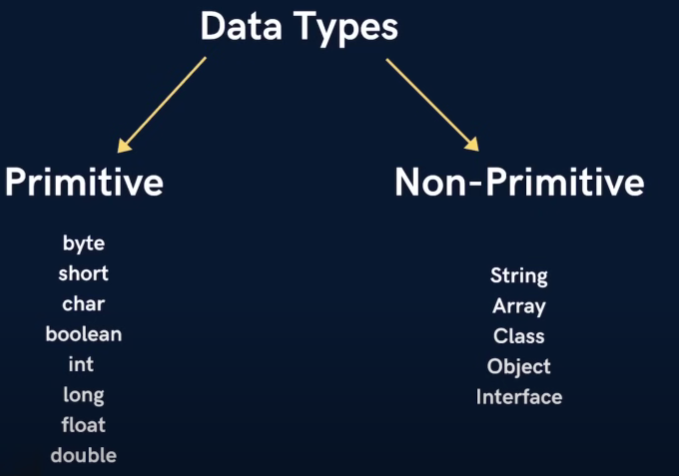 Data Types
Primitive
byte
short
char
boolean
int
long
float
double
Non-Primitive
String
Array
Class
Object
Interface